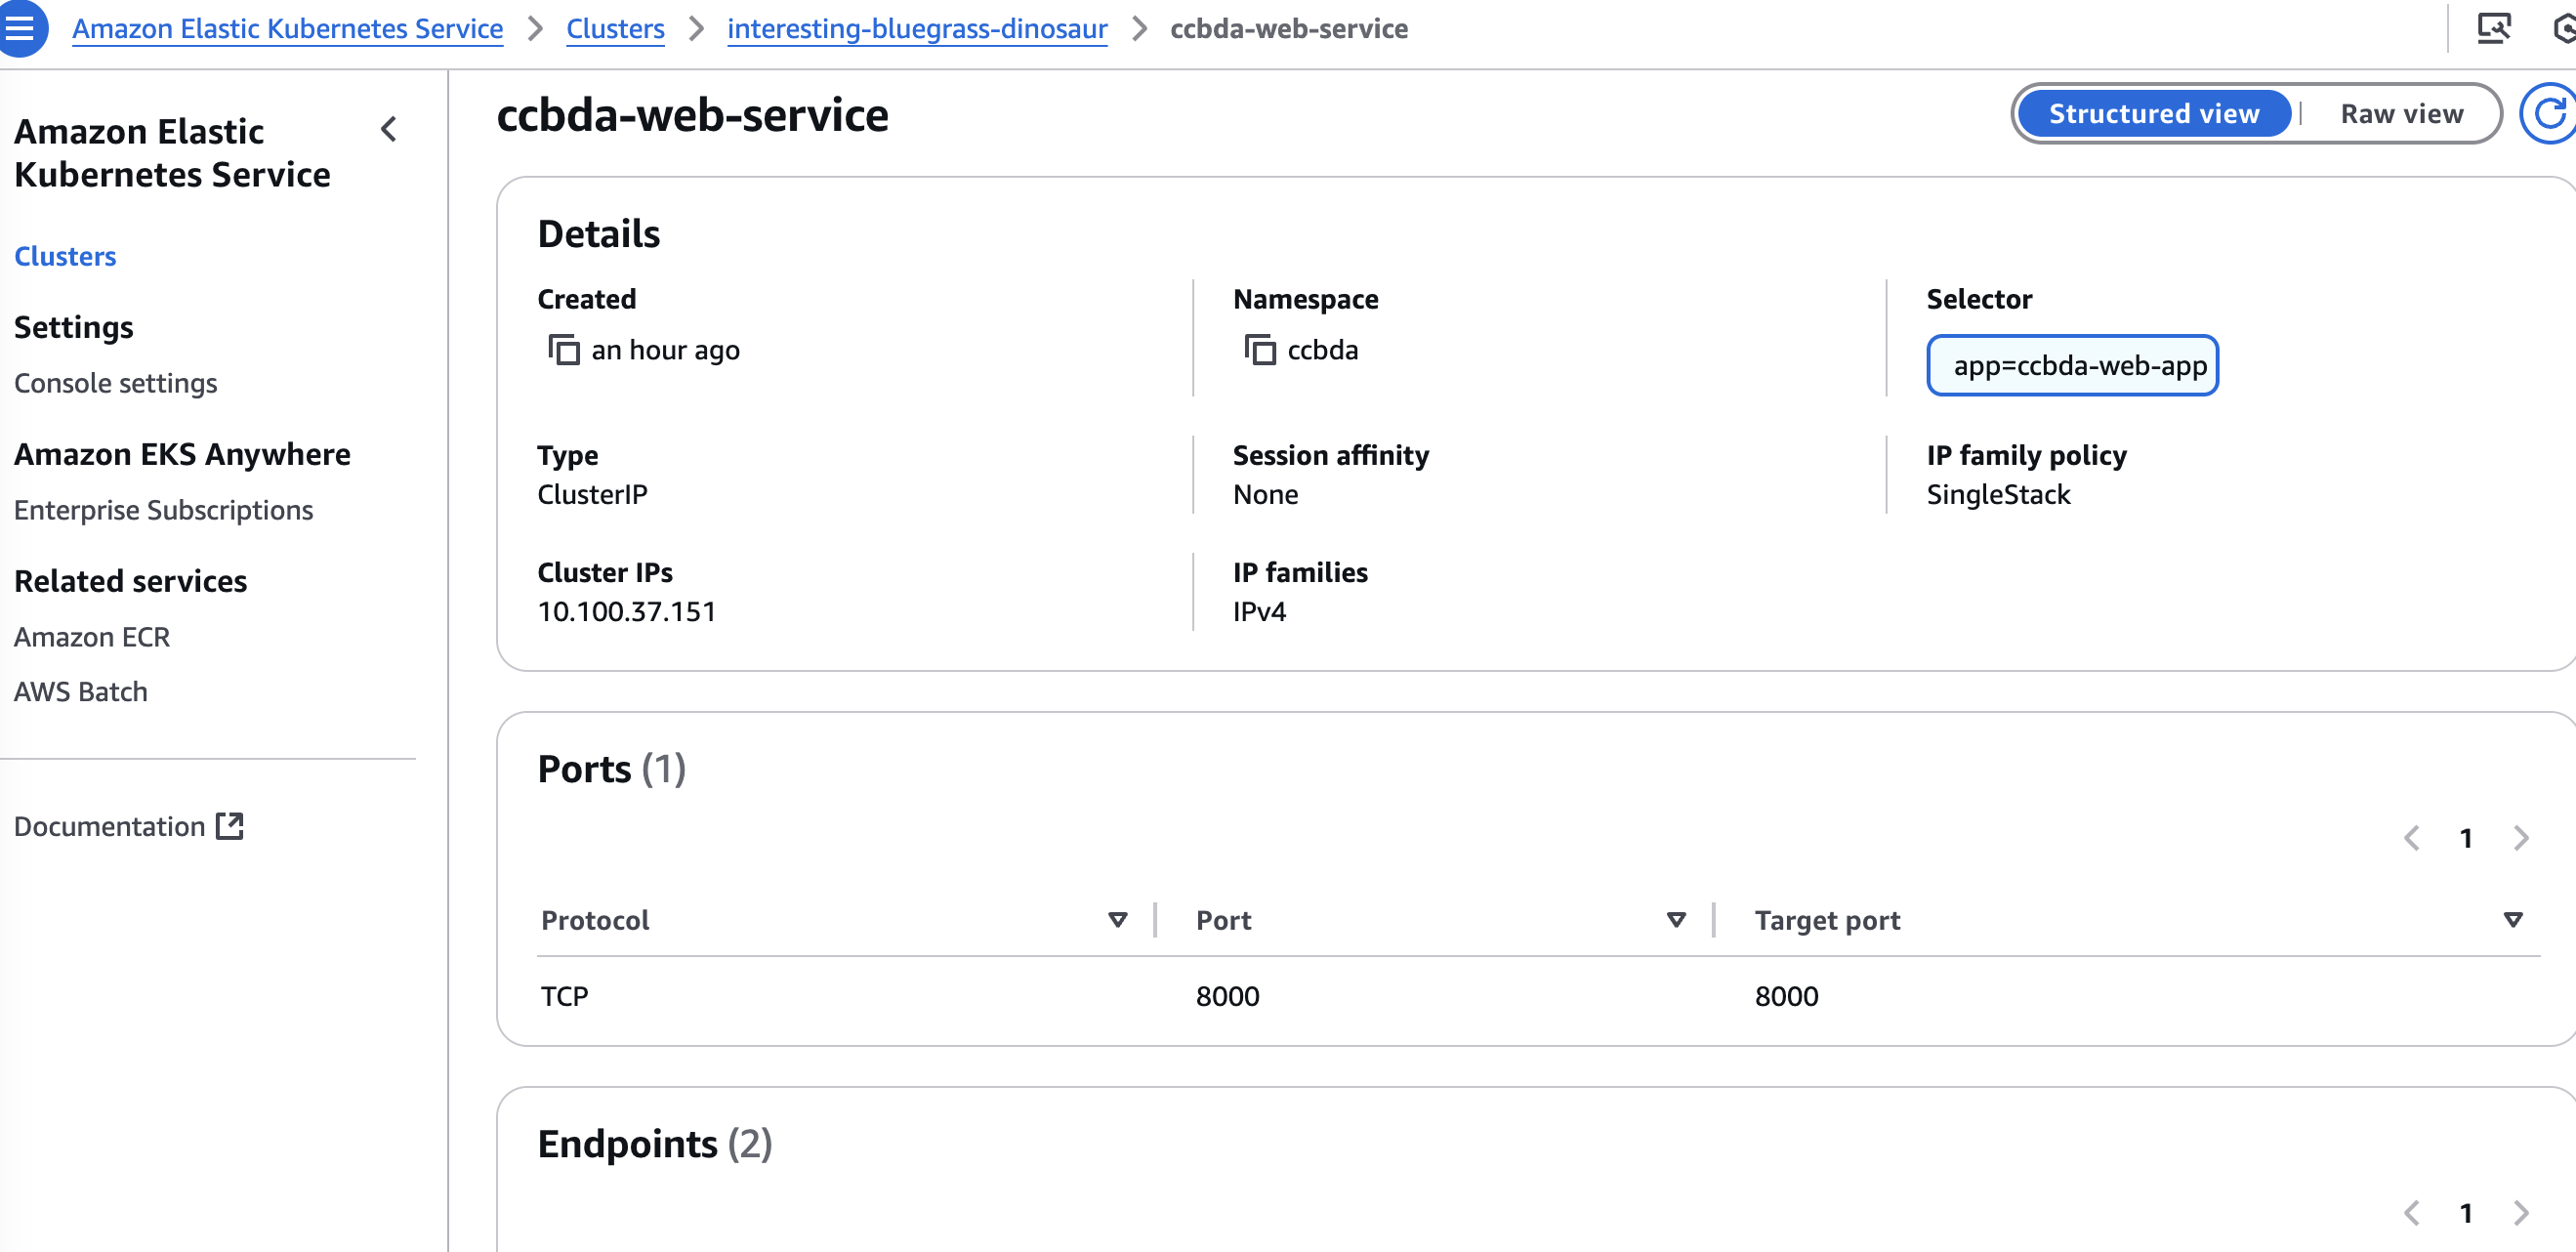 Amazon Elastic Kubernetes Service > Clusters > interesting-bluegrass-dinosaur > ccbda-web-service
Amazon Elastic
Kubernetes Service
Clusters
Settings
Console settings
Amazon EKS Anywhere
Enterprise Subscriptions
Related services
Amazon ECR
AWS Batch
Documentation
ccbda-web-service
Structured view | Raw view
Details
Created
an hour ago
Namespace
ccbda
Selector
app=ccbda-web-app
Type
ClusterIP
Session affinity
None
IP family policy
SingleStack
Cluster IPs
10.100.37.151
IP families
IPv4
Ports (1)
1
Protocol Port Target port
TCP 8000 8000
Endpoints (2)
1